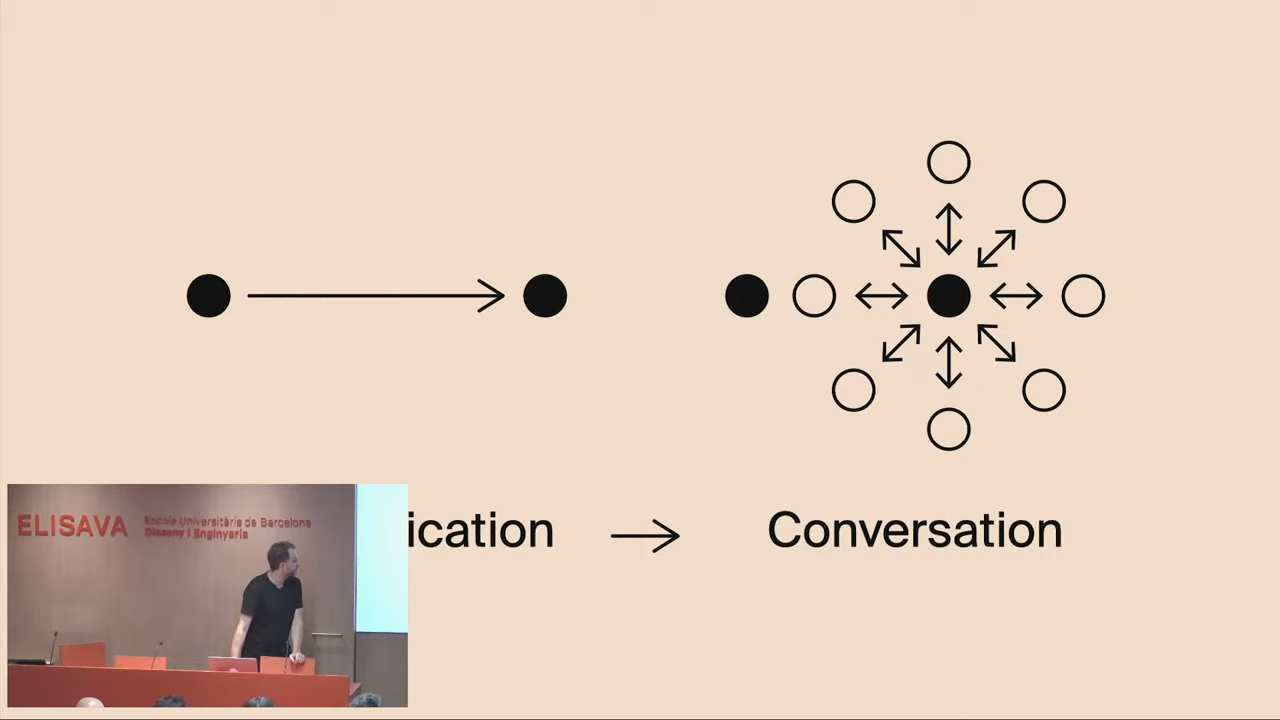 ication
Conversation
ELISAVA
Escola Universitària de Barcelona
Disseny i Enginyeria